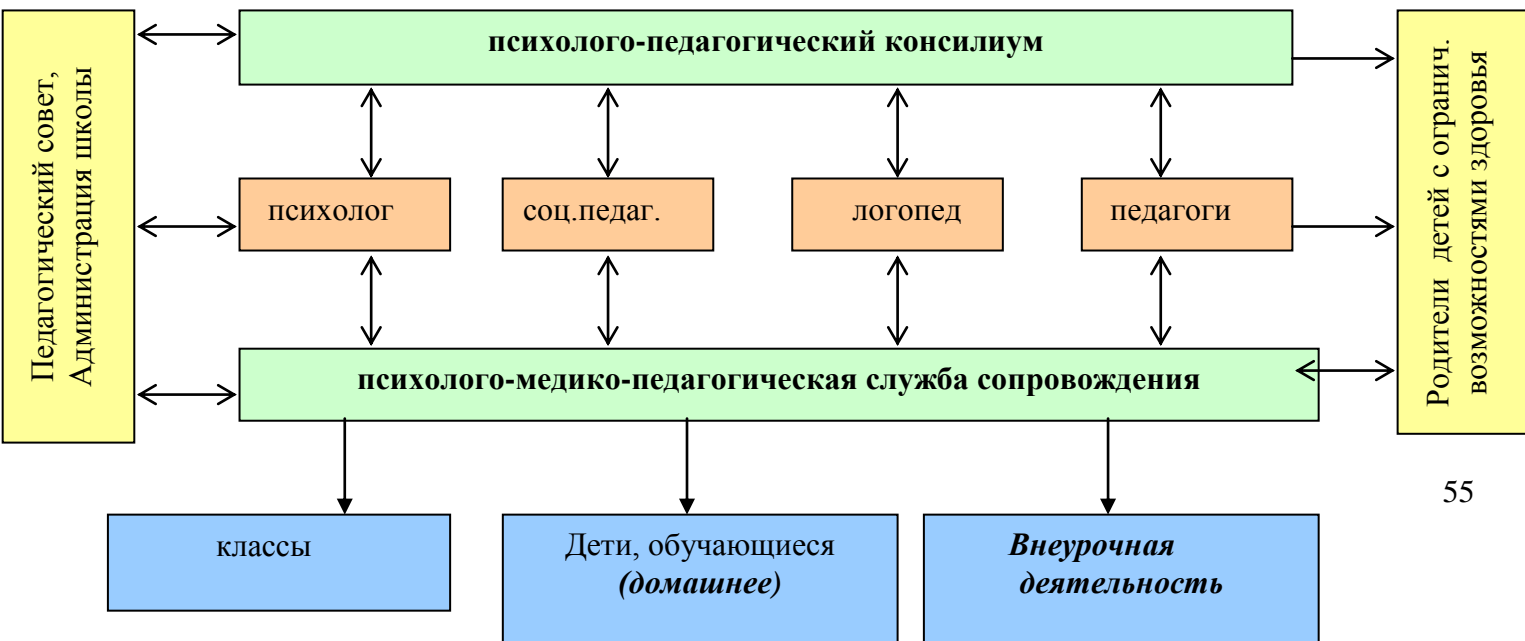 Педагогический совет,
Администрация школы
психолого-педагогический консилиум
Родители детей с огранич.
возможностями здоровья
психолог
соц.педаг.
логопед
педагоги
психолого-медико-педагогическая служба сопровождения
55
классы
Дети, обучающиеся
(домашнее)
Внеурочная
деятельность